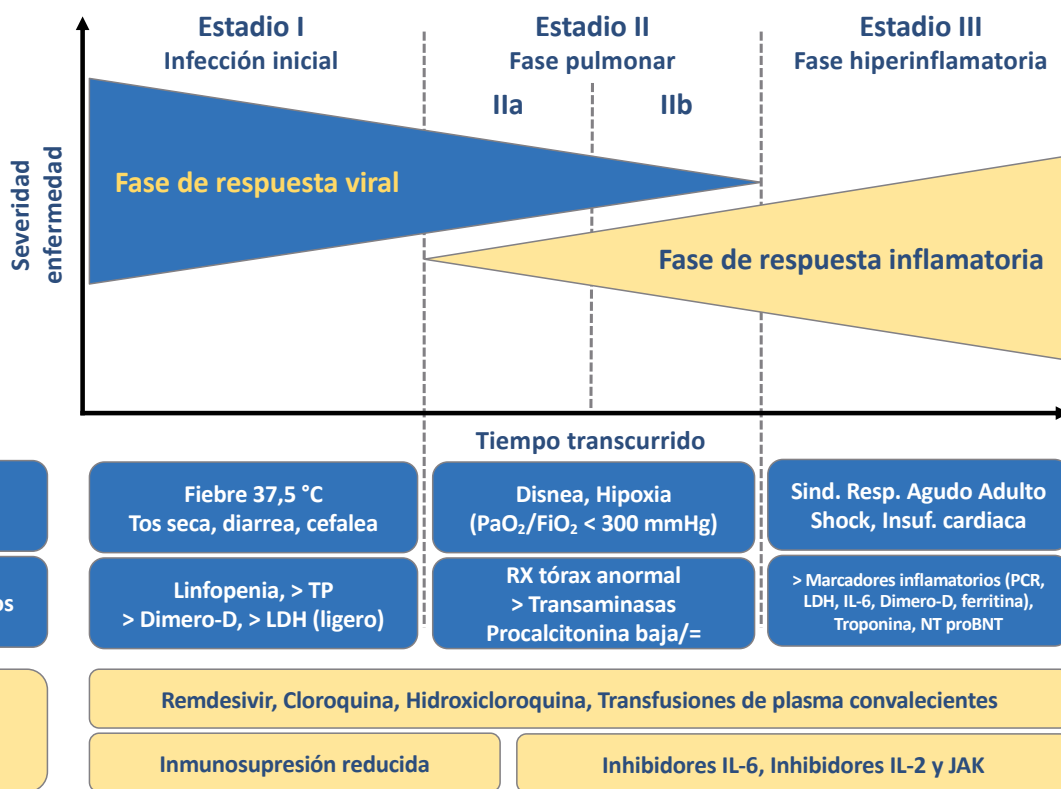 Estadio I
Infección inicial
Estadio II
Fase pulmonar
IIa
IIb
Estadio III
Fase hiperinflamatoria
Severidad
enfermedad
Fase de respuesta viral
Fase de respuesta inflamatoria
Tiempo transcurrido
Fiebre 37,5 °C
Tos seca, diarrea, cefalea
Disnea, Hipoxia
(PaO₂/FiO₂ < 300 mmHg)
Sind. Resp. Agudo Adulto
Shock, Insuf. cardiaca
os
Linfopenia, > TP
> Dimero-D, > LDH (ligero)
RX tórax anormal
> Transaminasas
Procalcitonina baja/=
> Marcadores inflamatorios (PCR,
LDH, IL-6, Dimero-D, ferritina),
Troponina, NT proBNT
Remdesivir, Cloroquina, Hidroxicloroquina, Transfusiones de plasma convalecientes
Inmunosupresión reducida
Inhibidores IL-6, Inhibidores IL-2 y JAK